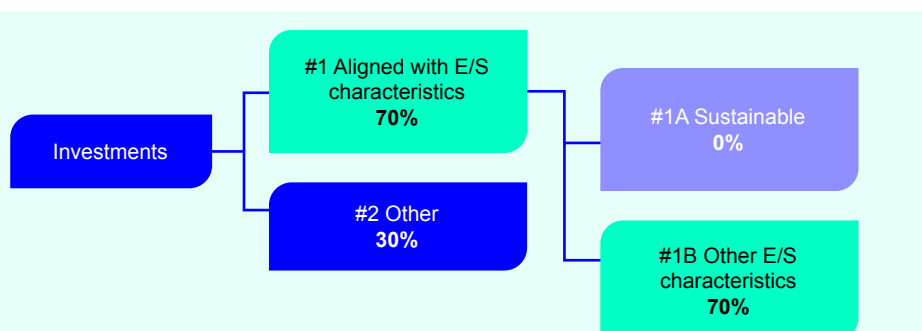 Investments
#1 Aligned with E/S
characteristics
70%
#2 Other
30%
#1A Sustainable
0%
#1B Other E/S
characteristics
70%